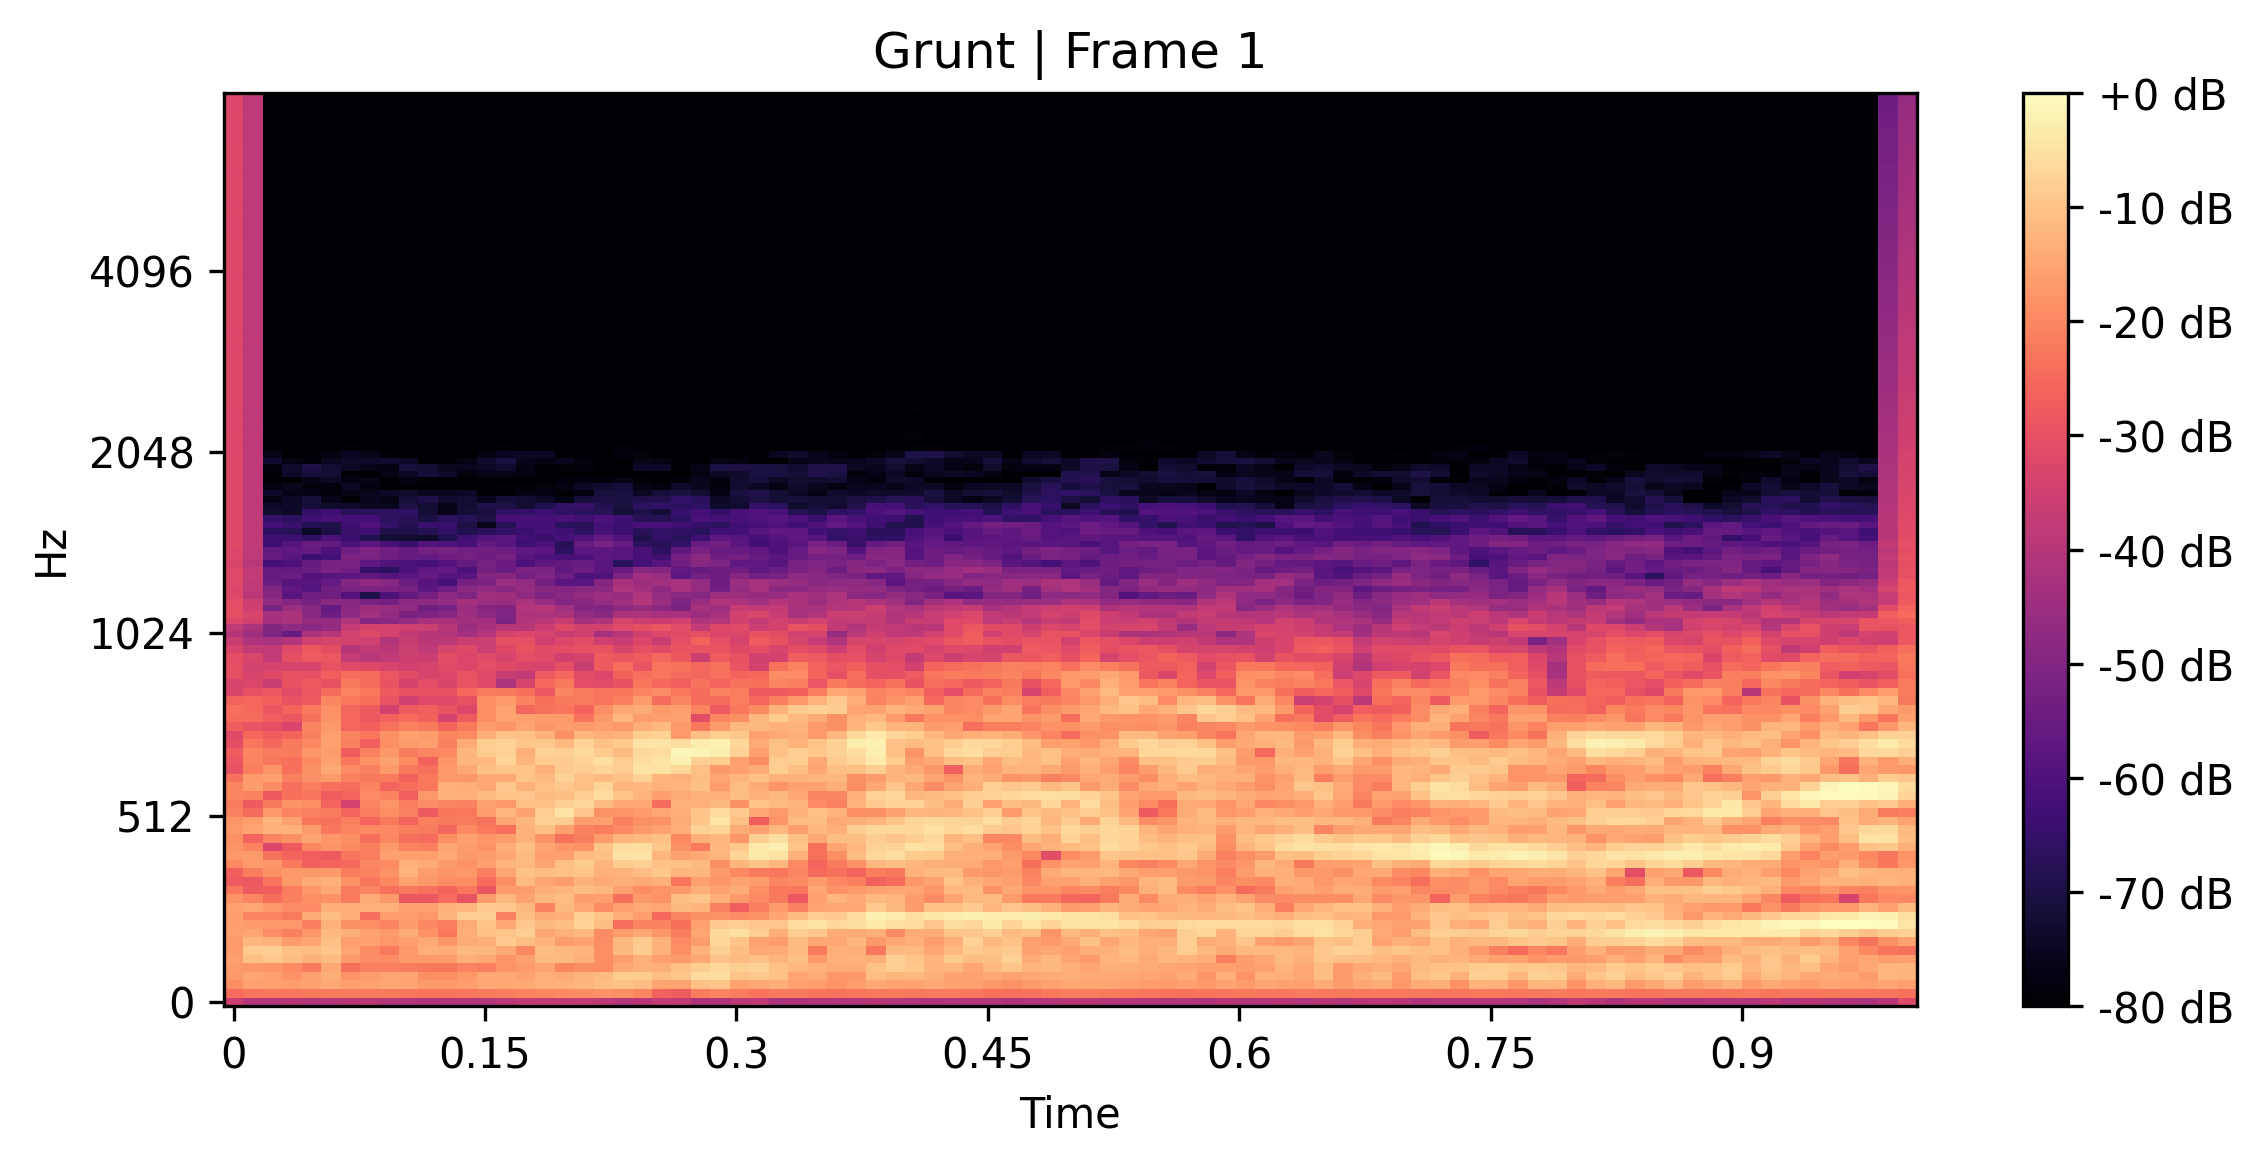 Grunt | Frame 1
Hz
4096
2048
1024
512
0
0 0.15 0.3 0.45 0.6 0.75 0.9
Time
+0 dB
-10 dB
-20 dB
-30 dB
-40 dB
-50 dB
-60 dB
-70 dB
-80 dB